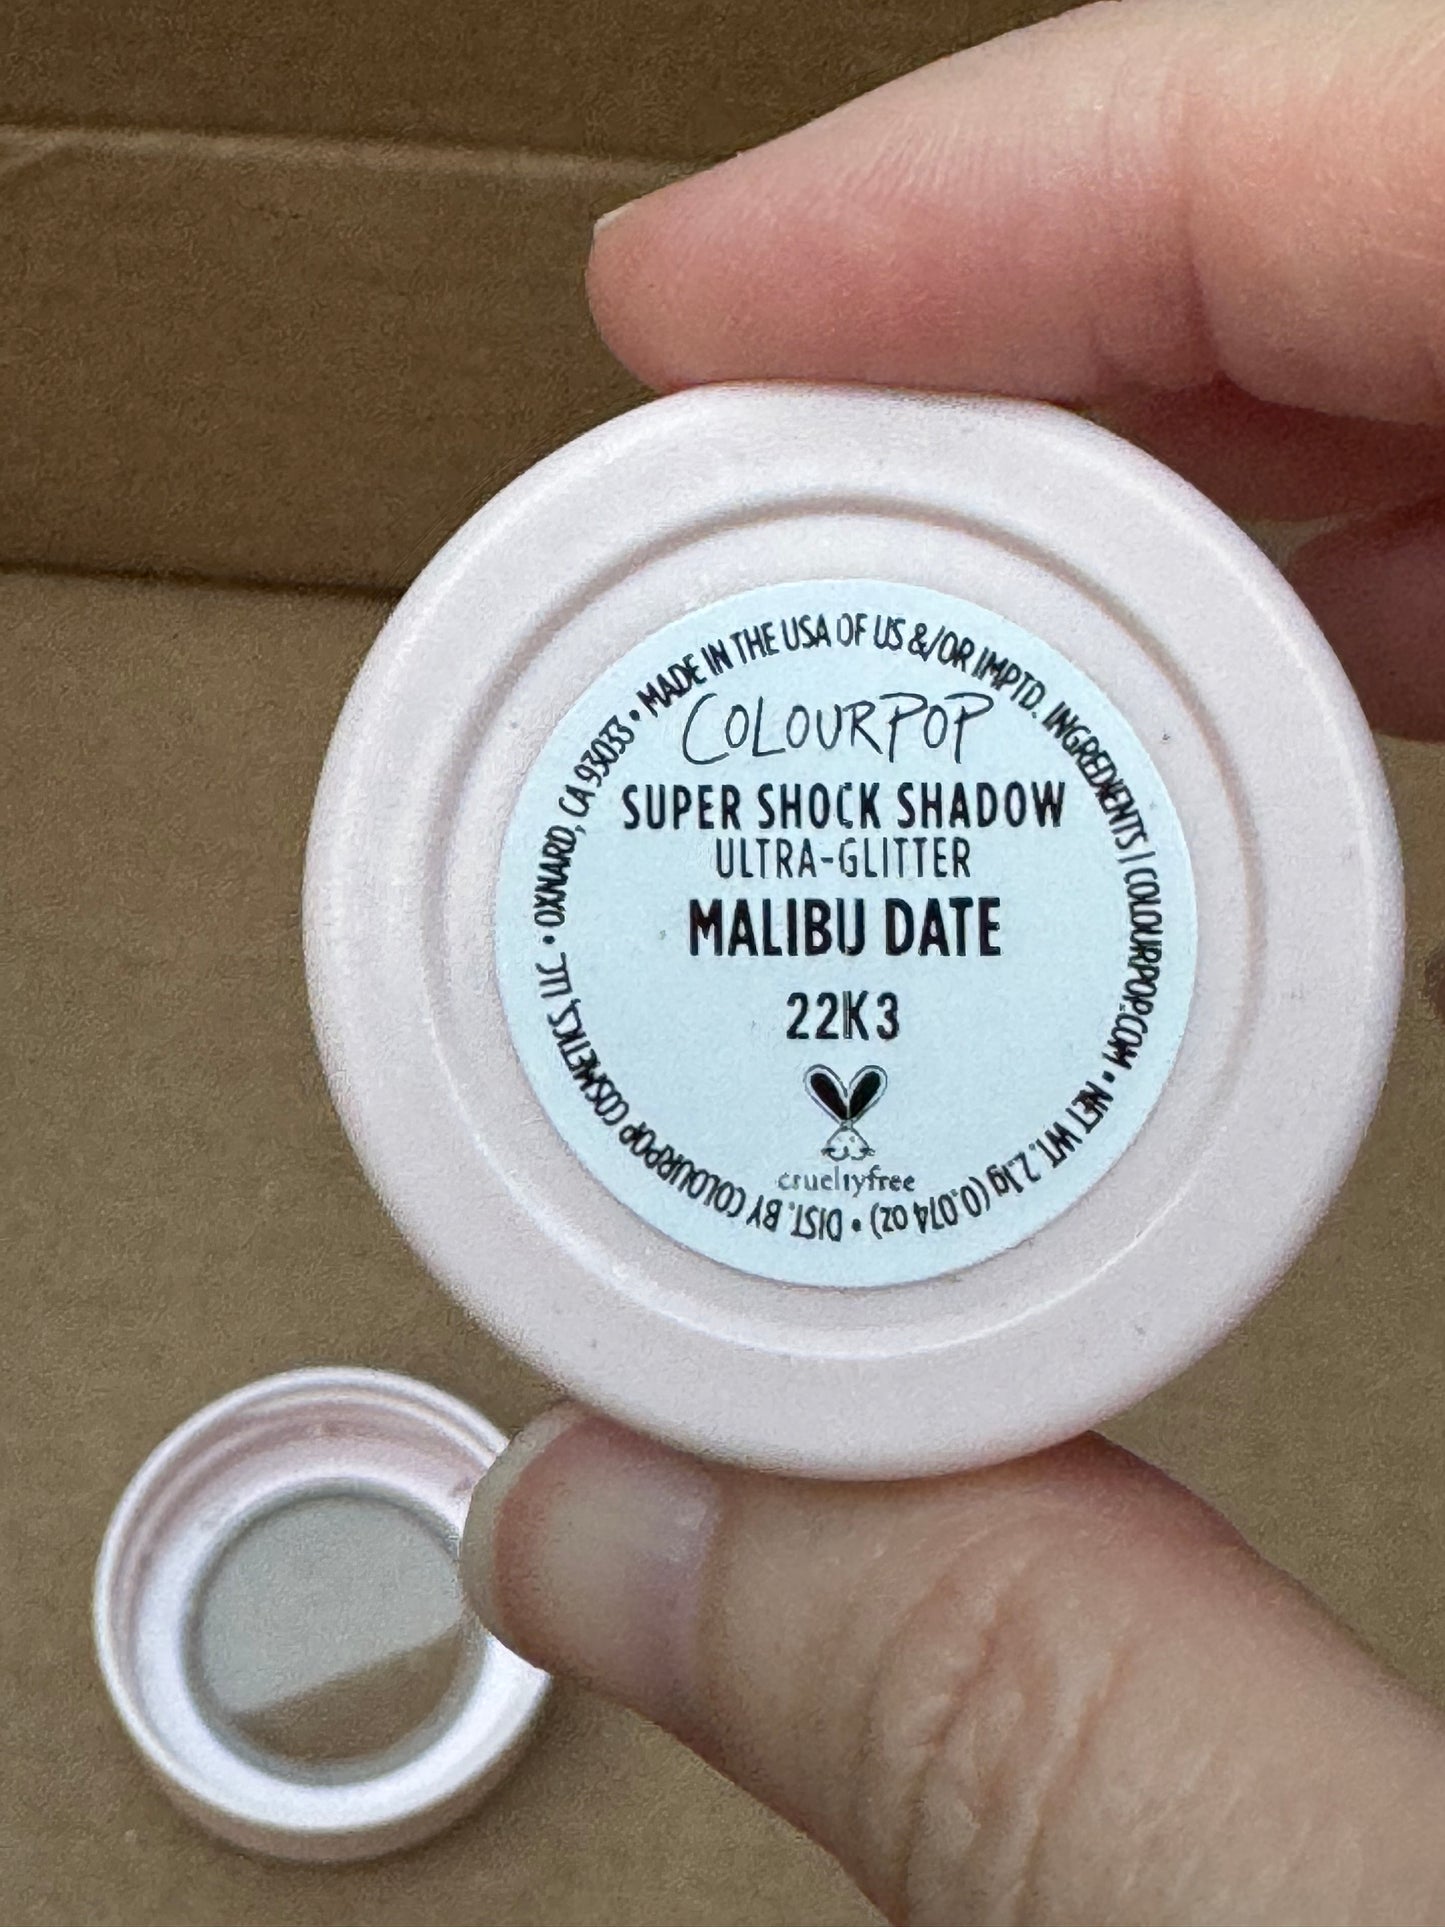 MADE IN THE USA OF US &/OR IMPTD. INGREDIENTS | COLOURPOP.COM • NET WT. 2.1g (0.074 oz) • DIST. BY COLOURPOP COSMETICS, LLC • OXNARD, CA 93033 •
COLOURPOP
SUPER SHOCK SHADOW
ULTRA-GLITTER
MALIBU DATE
22K3
crueltyfree